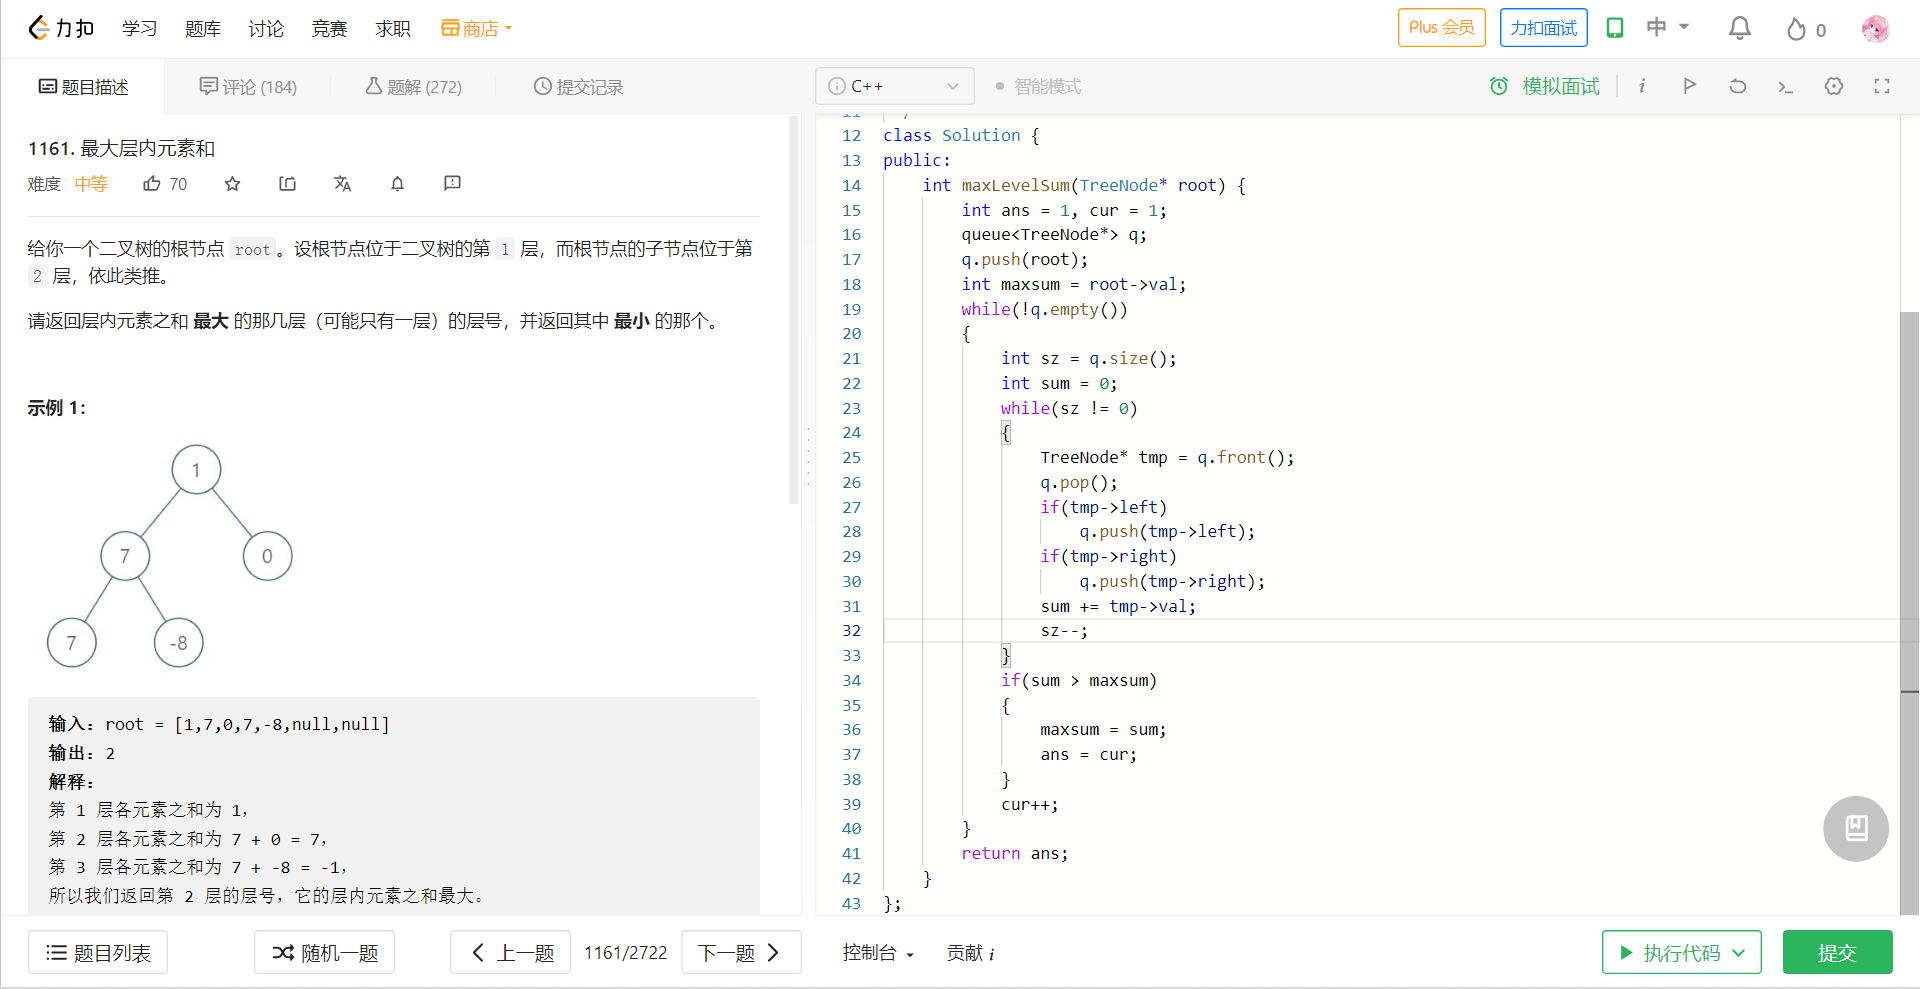 力扣 学习 题库 讨论 竞赛 求职 商店 Plus 会员 力扣面试 中 0
题目描述 评论 (184) 题解 (272) 提交记录
C++ 智能模式 模拟面试 i
1161. 最大层内元素和
难度 中等 70
给你一个二叉树的根节点 root 。设根节点位于二叉树的第 1 层，而根节点的子节点位于第
2 层，依此类推。
请返回层内元素之和 最大 的那几层（可能只有一层）的层号，并返回其中 最小 的那个。
示例 1：
1
7 0
7 -8
输入：root = [1,7,0,7,-8,null,null]
输出：2
解释：
第 1 层各元素之和为 1，
第 2 层各元素之和为 7 + 0 = 7，
第 3 层各元素之和为 7 + -8 = -1，
所以我们返回第 2 层的层号，它的层内元素之和最大。
12 class Solution {
13 public:
14 int maxLevelSum(TreeNode* root) {
15 int ans = 1, cur = 1;
16 queue<TreeNode*> q;
17 q.push(root);
18 int maxsum = root->val;
19 while(!q.empty())
20 {
21 int sz = q.size();
22 int sum = 0;
23 while(sz != 0)
24 {
25 TreeNode* tmp = q.front();
26 q.pop();
27 if(tmp->left)
28 q.push(tmp->left);
29 if(tmp->right)
30 q.push(tmp->right);
31 sum += tmp->val;
32 sz--;
33 }
34 if(sum > maxsum)
35 {
36 maxsum = sum;
37 ans = cur;
38 }
39 cur++;
40 }
41 return ans;
42 }
43 };
题目列表 随机一题 上一题 1161/2722 下一题 控制台 贡献 i 执行代码 提交